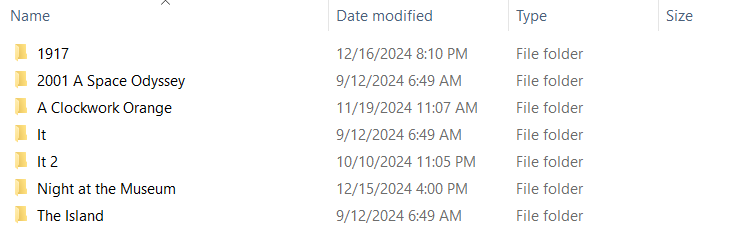 Name Date modified Type Size
1917 12/16/2024 8:10 PM File folder
2001 A Space Odyssey 9/12/2024 6:49 AM File folder
A Clockwork Orange 11/19/2024 11:07 AM File folder
It 9/12/2024 6:49 AM File folder
It 2 10/10/2024 11:05 PM File folder
Night at the Museum 12/15/2024 4:00 PM File folder
The Island 9/12/2024 6:49 AM File folder